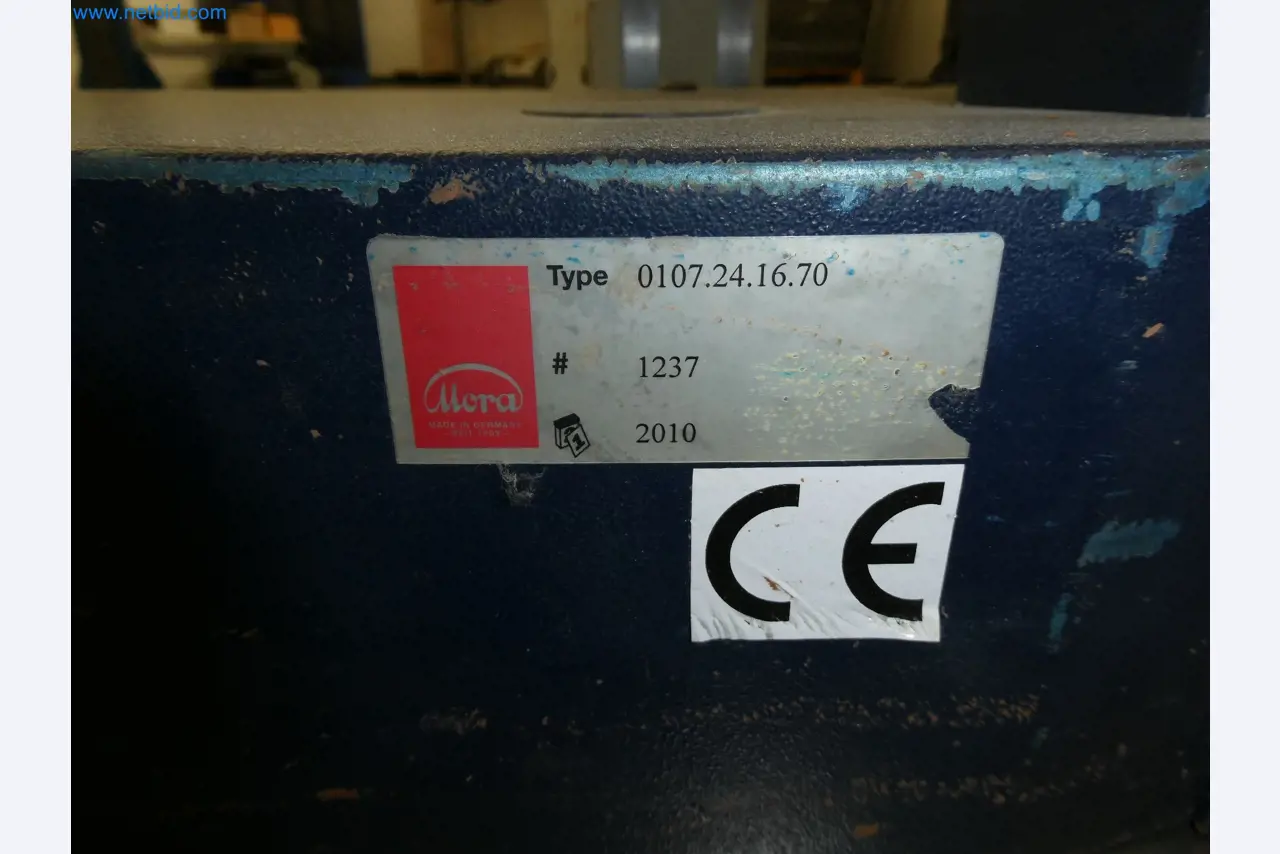 www.netbid.com
Type 0107.24.16.70
# 1237
Mora
MADE IN GERMANY
1 2010
CE